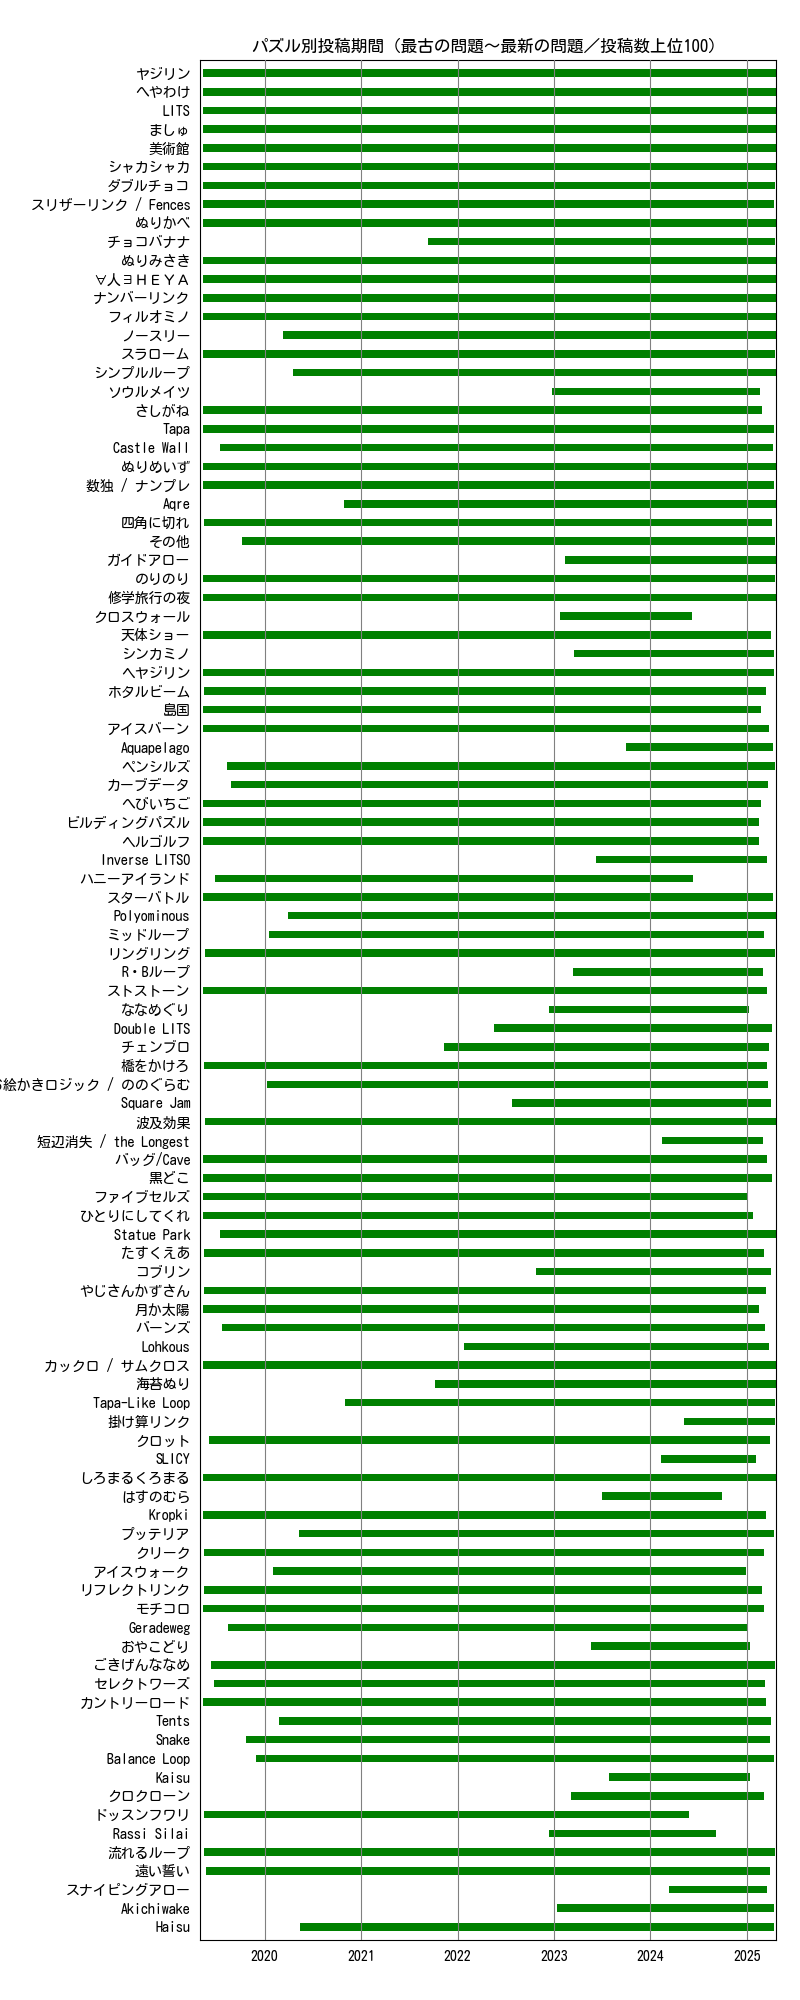 パズル別投稿期間（最古の問題～最新の問題／投稿数上位100）
ヤジリン
へやわけ
LITS
ましゅ
美術館
シャカシャカ
ダブルチョコ
スリザーリンク / Fences
ぬりかべ
チョコバナナ
ぬりみさき
∀人∃ＨＥＹＡ
ナンバーリンク
フィルオミノ
ノースリー
スラローム
シンプルループ
ソウルメイツ
さしがね
Tapa
Castle Wall
ぬりめいず
数独 / ナンプレ
Aqre
四角に切れ
その他
ガイドアロー
のりのり
修学旅行の夜
クロスウォール
天体ショー
シンカミノ
ヘヤジリン
ホタルビーム
島国
アイスバーン
Aquapelago
ペンシルズ
カーブデータ
へびいちご
ビルディングパズル
ヘルゴルフ
Inverse LITSO
ハニーアイランド
スターバトル
Polyominous
ミッドループ
リングリング
R・Bループ
ストストーン
ななめぐり
Double LITS
チェンブロ
橋をかけろ
絵かきロジック / ののぐらむ
Square Jam
波及効果
短辺消失 / the Longest
バッグ/Cave
黒どこ
ファイブセルズ
ひとりにしてくれ
Statue Park
たすくえあ
コブリン
やじさんかずさん
月か太陽
バーンズ
Lohkous
カックロ / サムクロス
海苔ぬり
Tapa-Like Loop
掛け算リンク
クロット
SLICY
しろまるくろまる
はすのむら
Kropki
ブッテリア
クリーク
アイスウォーク
リフレクトリンク
モチコロ
Geradeweg
おやこどり
ごきげんななめ
セレクトワーズ
カントリーロード
Tents
Snake
Balance Loop
Kaisu
クロクローン
ドッスンフワリ
Rassi Silai
流れるループ
遠い誓い
スナイピングアロー
Akichiwake
Haisu
2020 2021 2022 2023 2024 2025